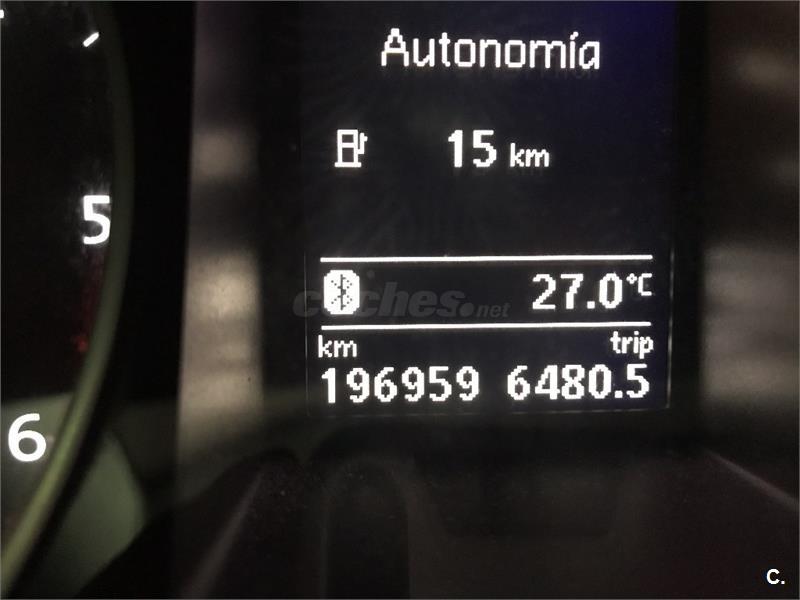 Autonomía
15 km
5
27.0°C
coches.net
km trip
196959 6480.5
6
C.